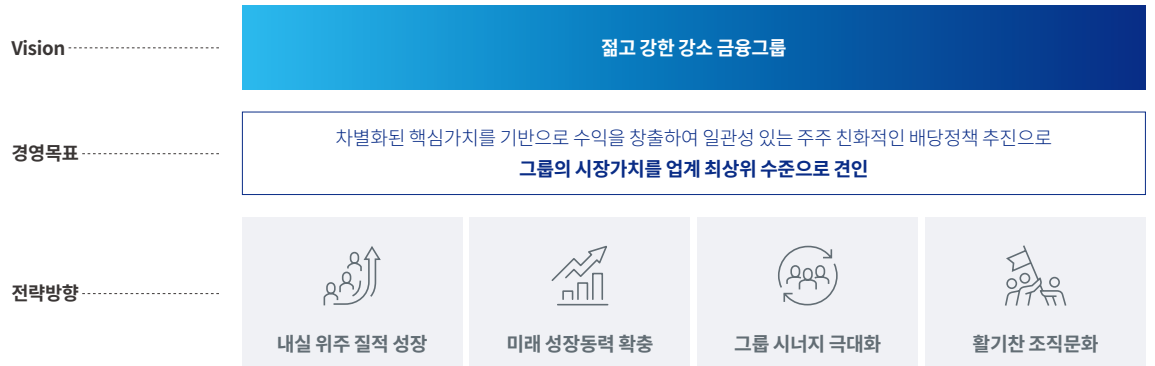 Vision
젊고 강한 강소 금융그룹
경영목표
차별화된 핵심가치를 기반으로 수익을 창출하여 일관성 있는 주주 친화적인 배당정책 추진으로
그룹의 시장가치를 업계 최상위 수준으로 견인
전략방향
내실 위주 질적 성장
미래 성장동력 확충
그룹 시너지 극대화
활기찬 조직문화